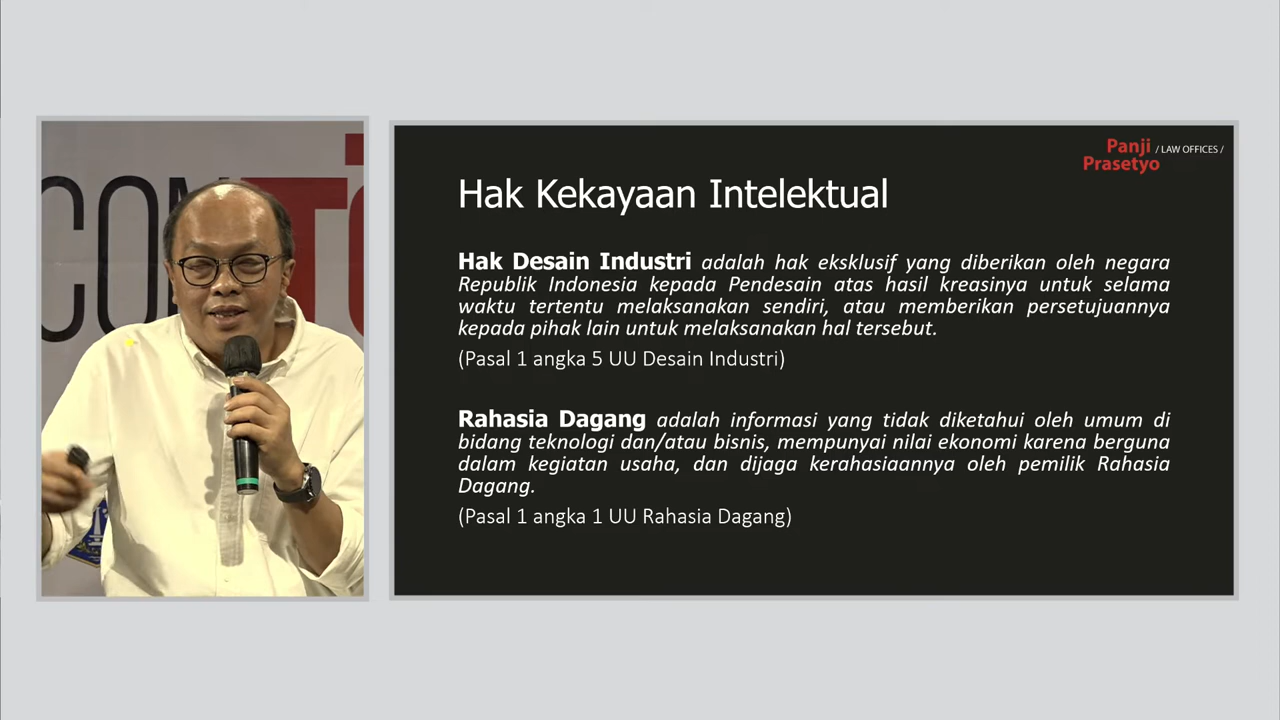 CON
Panji / LAW OFFICES /
Prasetyo
Hak Kekayaan Intelektual
Hak Desain Industri adalah hak eksklusif yang diberikan oleh negara
Republik Indonesia kepada Pendesain atas hasil kreasinya untuk selama
waktu tertentu melaksanakan sendiri, atau memberikan persetujuannya
kepada pihak lain untuk melaksanakan hal tersebut.
(Pasal 1 angka 5 UU Desain Industri)
Rahasia Dagang adalah informasi yang tidak diketahui oleh umum di
bidang teknologi dan/atau bisnis, mempunyai nilai ekonomi karena berguna
dalam kegiatan usaha, dan dijaga kerahasiaannya oleh pemilik Rahasia
Dagang.
(Pasal 1 angka 1 UU Rahasia Dagang)